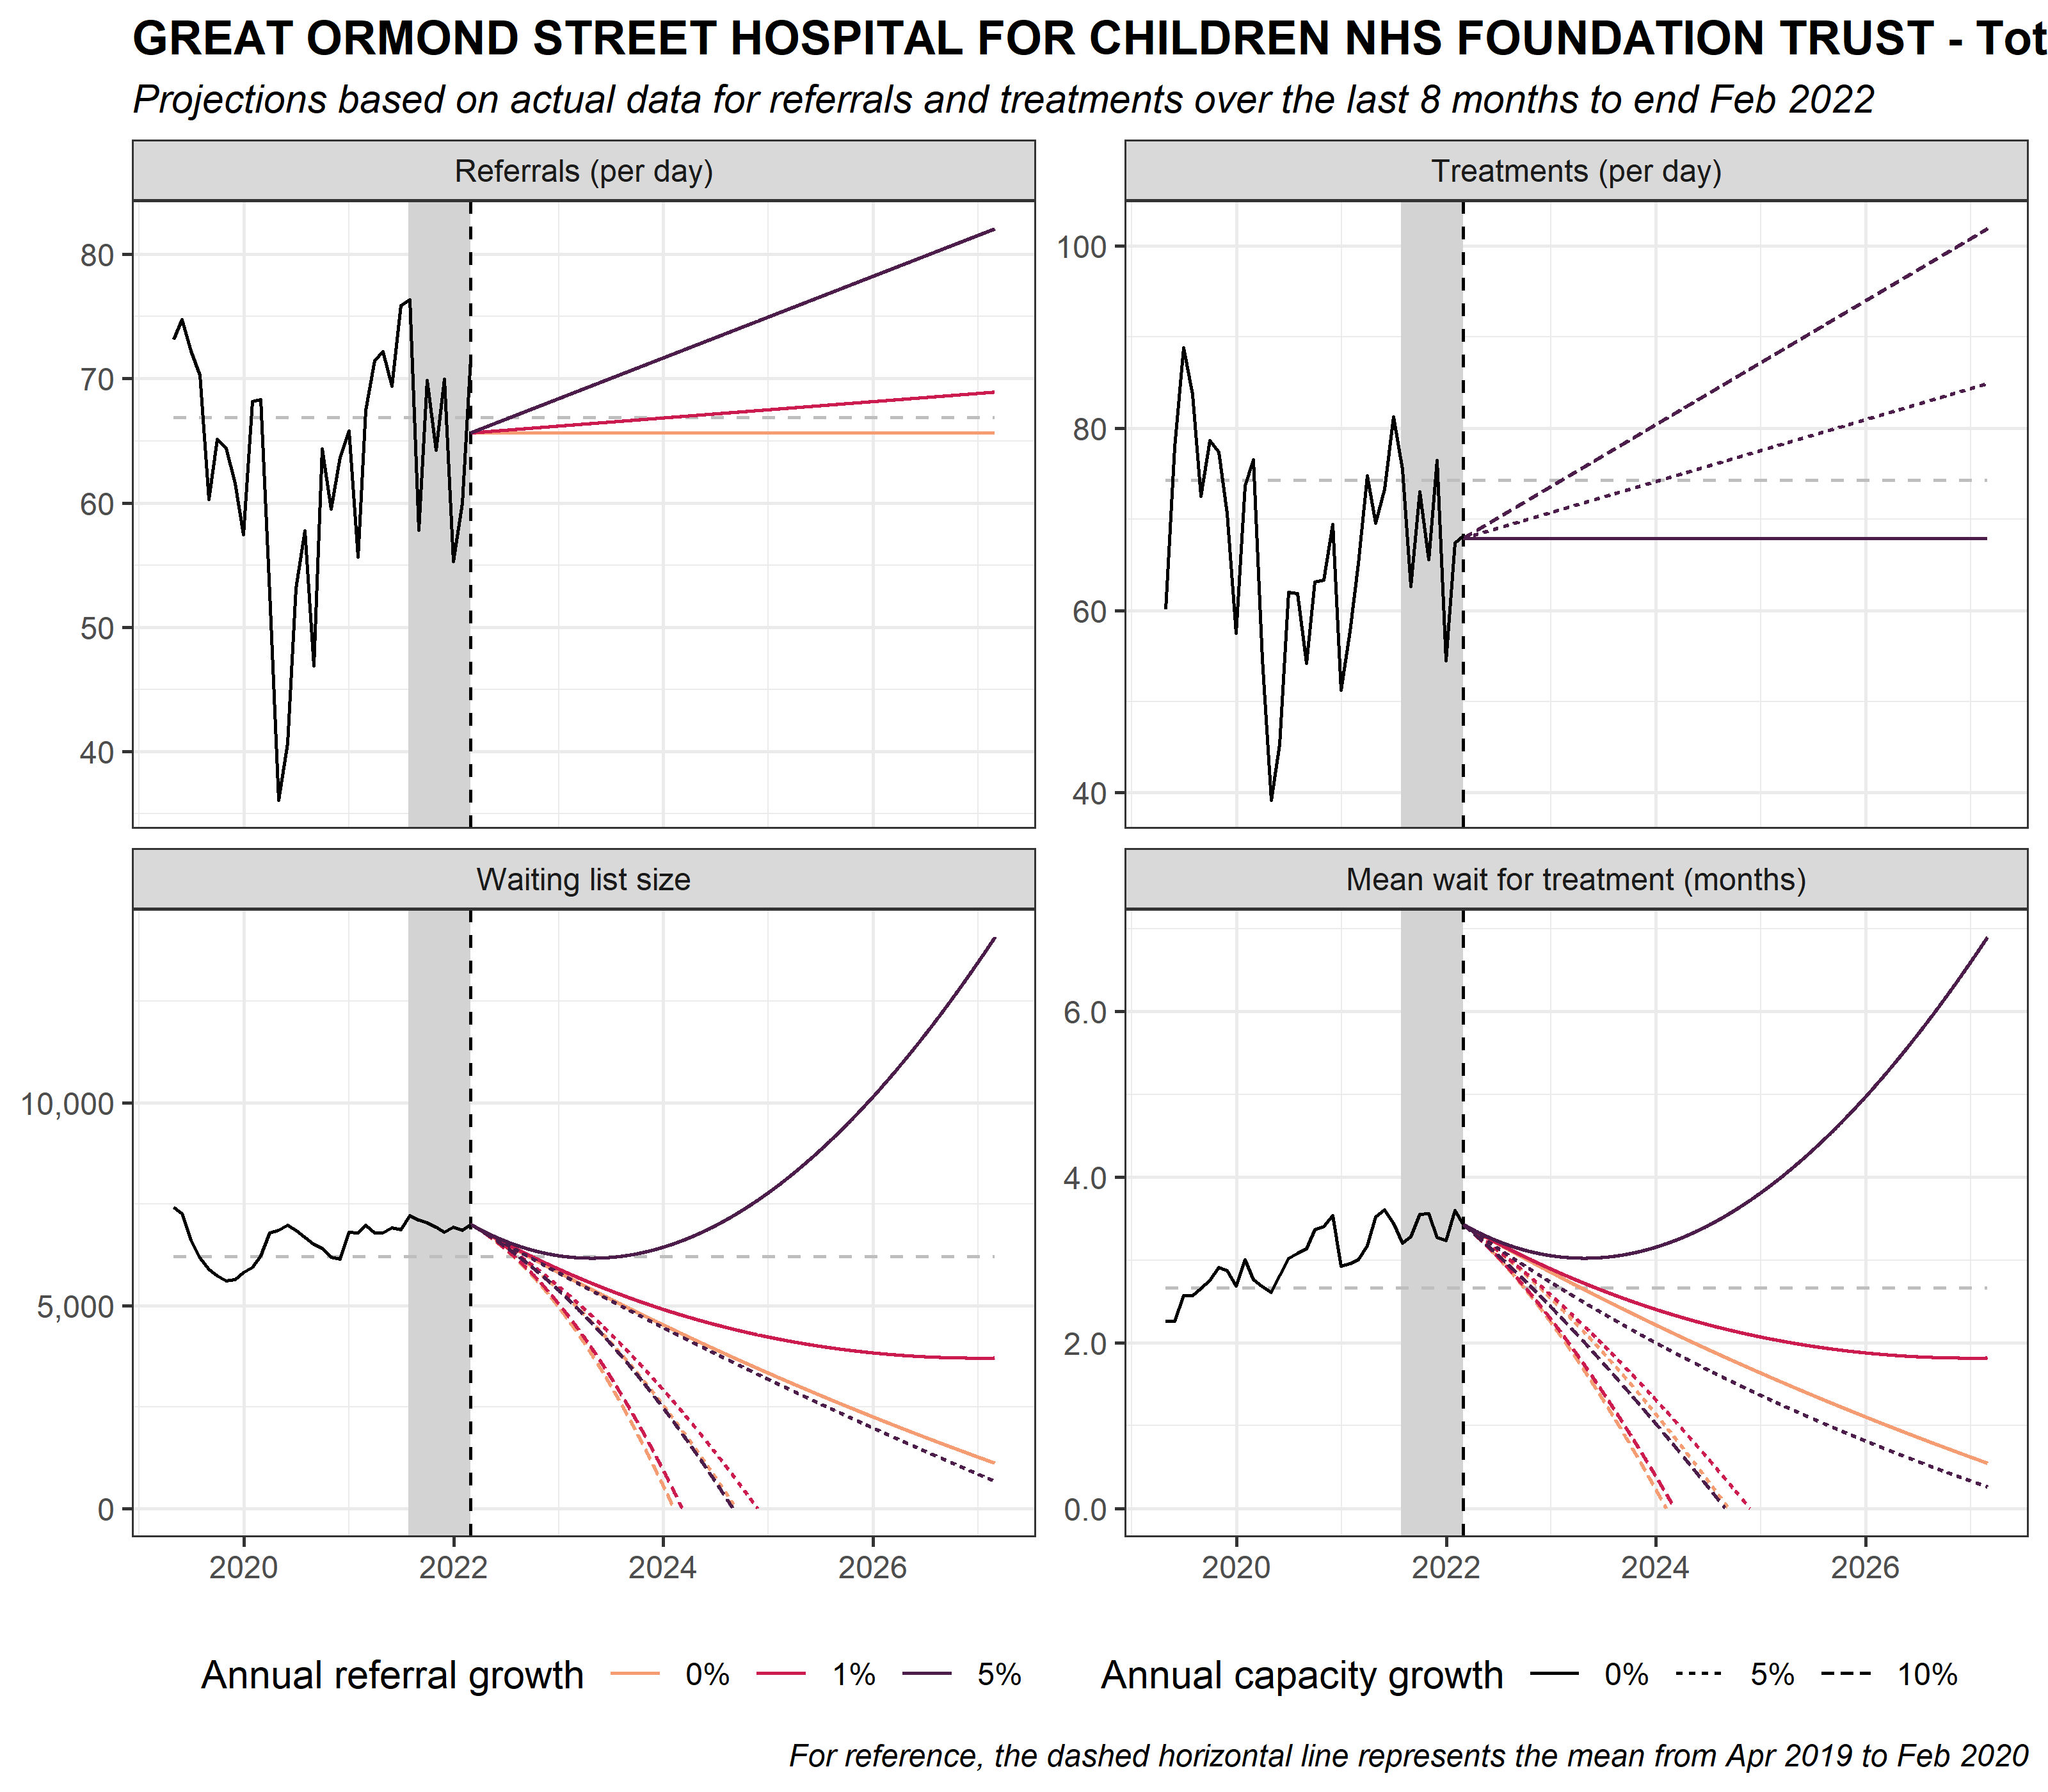 GREAT ORMOND STREET HOSPITAL FOR CHILDREN NHS FOUNDATION TRUST - Tot
Projections based on actual data for referrals and treatments over the last 8 months to end Feb 2022
Referrals (per day)
80
70
60
50
40
Treatments (per day)
100
80
60
40
Waiting list size
10,000
5,000
0
2020 2022 2024 2026
Mean wait for treatment (months)
6.0
4.0
2.0
0.0
2020 2022 2024 2026
Annual referral growth 0% 1% 5%
Annual capacity growth 0% 5% 10%
For reference, the dashed horizontal line represents the mean from Apr 2019 to Feb 2020